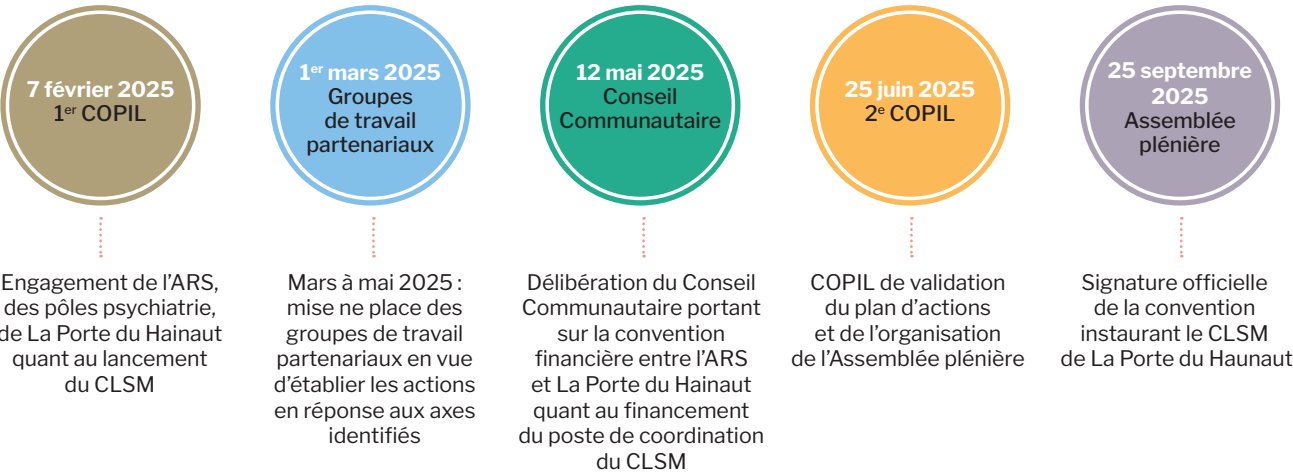 7 février 2025
1er COPIL
Engagement de l’ARS,
des pôles psychiatrie,
de La Porte du Hainaut
quant au lancement
du CLSM
1er mars 2025
Groupes
de travail
partenariaux
Mars à mai 2025 :
mise ne place des
groupes de travail
partenariaux en vue
d’établir les actions
en réponse aux axes
identifiés
12 mai 2025
Conseil
Communautaire
Délibération du Conseil
Communautaire portant
sur la convention
financière entre l’ARS
et La Porte du Hainaut
quant au financement
du poste de coordination
du CLSM
25 juin 2025
2e COPIL
COPIL de validation
du plan d’actions
et de l’organisation
de l’Assemblée plénière
25 septembre
2025
Assemblée
plénière
Signature officielle
de la convention
instaurant le CLSM
de La Porte du Haunaut